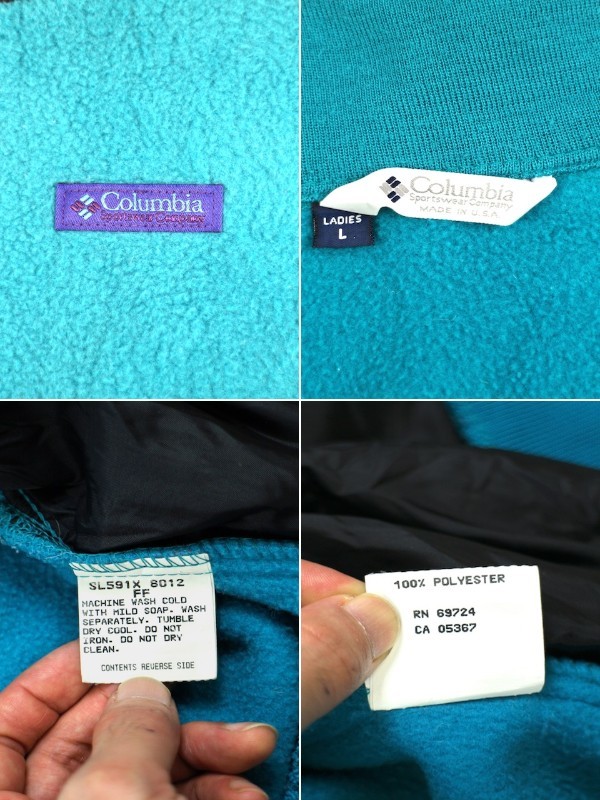 Columbia
Sportswear Company
Columbia
Sportswear Company
MADE IN U.S.A.
LADIES
L
SL591X 8012
FF
MACHINE WASH COLD
WITH MILD SOAP. WASH
SEPARATELY. TUMBLE
DRY COOL. DO NOT
IRON. DO NOT DRY
CLEAN.
CONTENTS REVERSE SIDE
100% POLYESTER
RN 69724
CA 05367